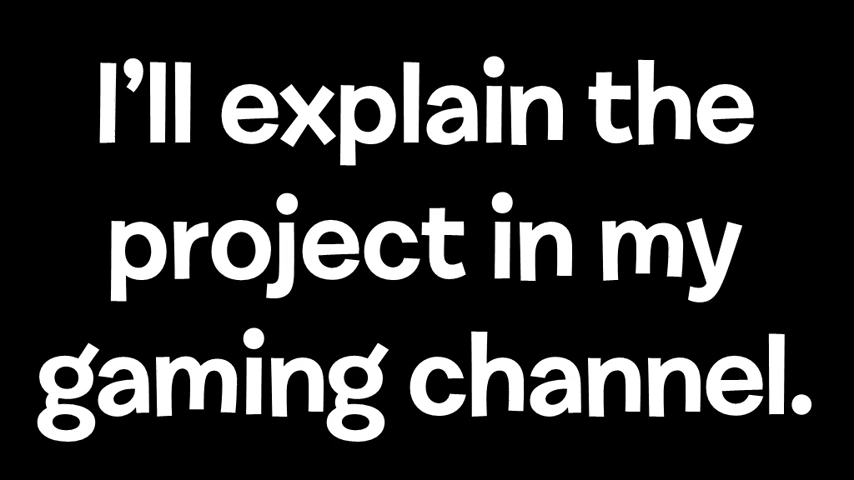 I’ll explain the
project in my
gaming channel.